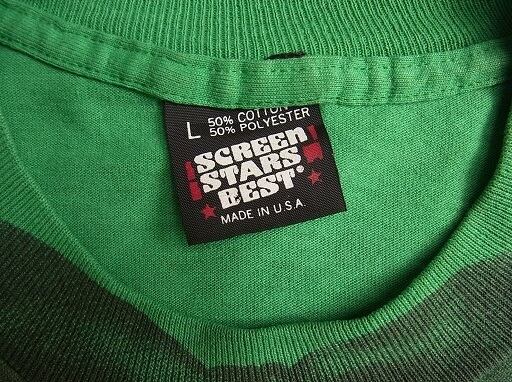 L 50% COTTON
50% POLYESTER
SCREEN
STARS
BEST®
MADE IN U.S.A.